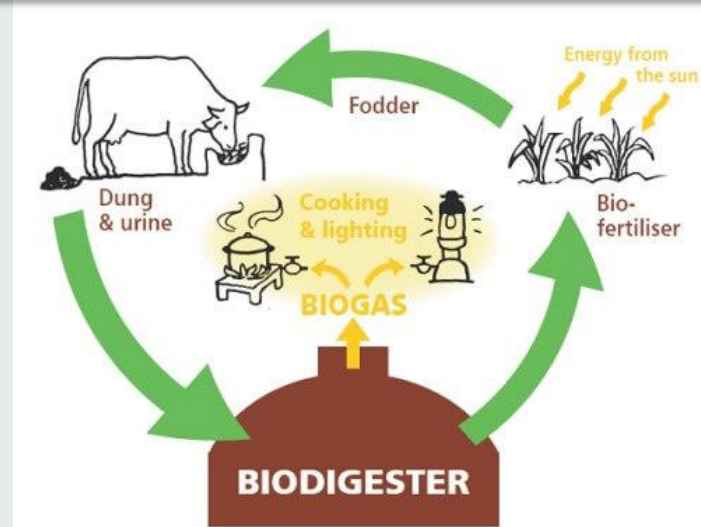 Energy from
the sun
Fodder
Dung
& urine
Cooking
& lighting
Bio-
fertiliser
BIOGAS
BIODIGESTER